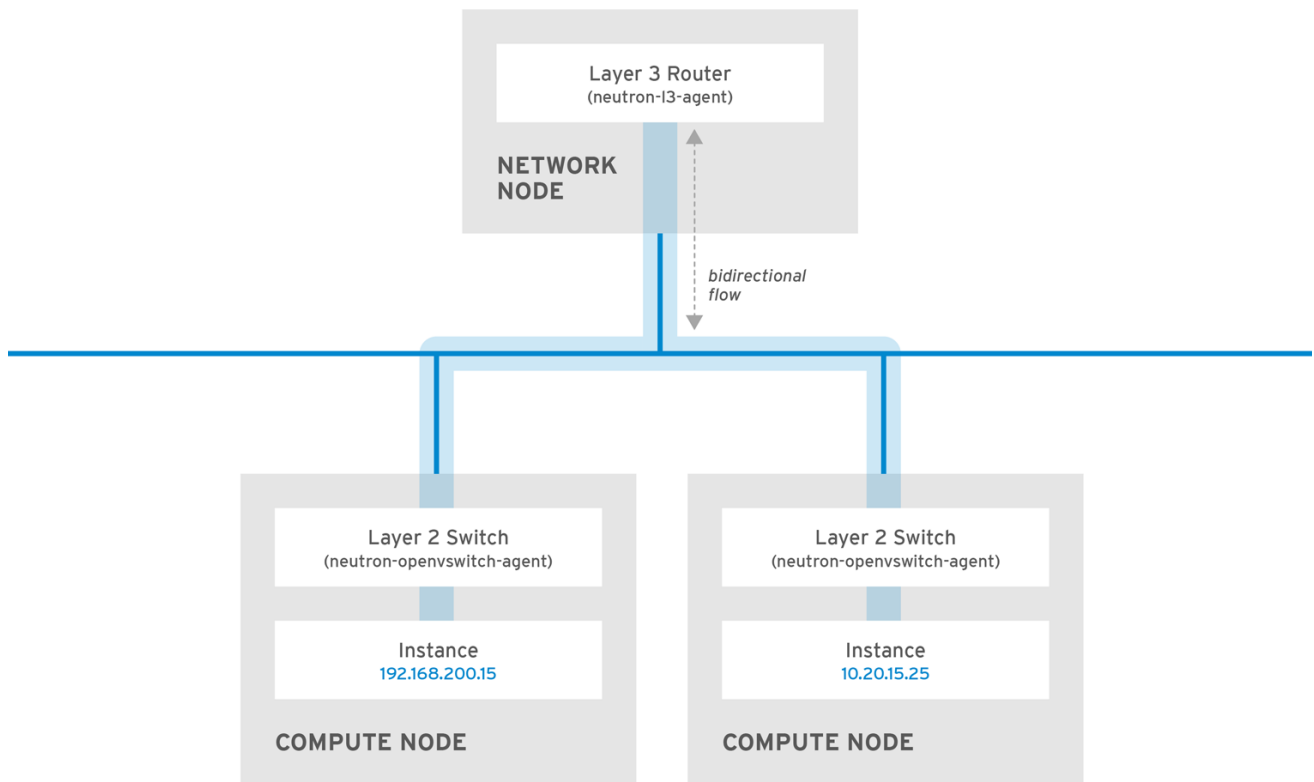 Layer 3 Router
(neutron-l3-agent)
NETWORK
NODE
bidirectional
flow
Layer 2 Switch
(neutron-openvswitch-agent)
Instance
192.168.200.15
COMPUTE NODE
Layer 2 Switch
(neutron-openvswitch-agent)
Instance
10.20.15.25
COMPUTE NODE